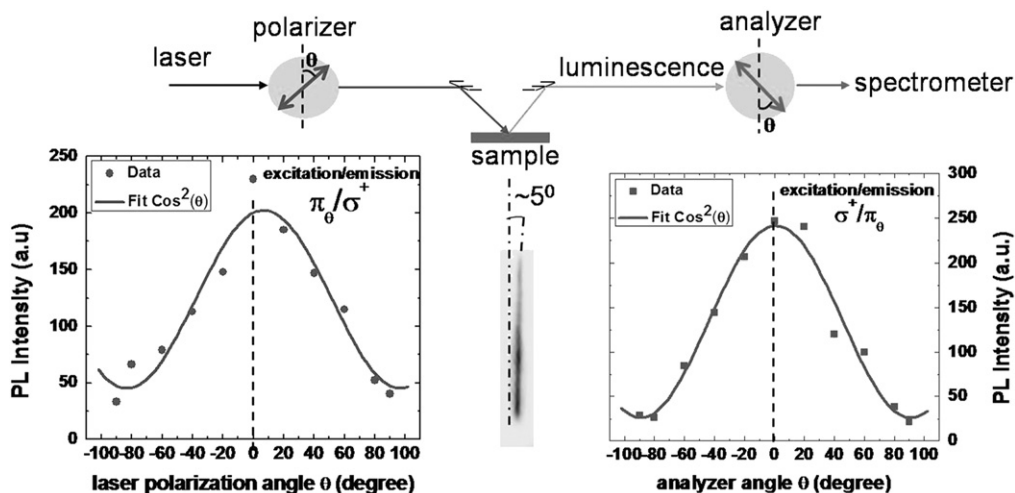 polarizer
analyzer
laser
θ
luminescence
spectrometer
θ
sample
~5⁰
250
200
150
100
50
0
PL Intensity (a.u)
Data
Fit Cos²(θ)
excitation/emission
π_θ/σ⁺
-100 -80 -60 -40 -20 0 20 40 60 80 100
laser polarization angle θ (degree)
Data
Fit Cos²(θ)
excitation/emission
σ⁺/π_θ
300
250
200
150
100
50
0
PL Intensity (a.u.)
-100 -80 -60 -40 -20 0 20 40 60 80 100
analyzer angle θ (degree)